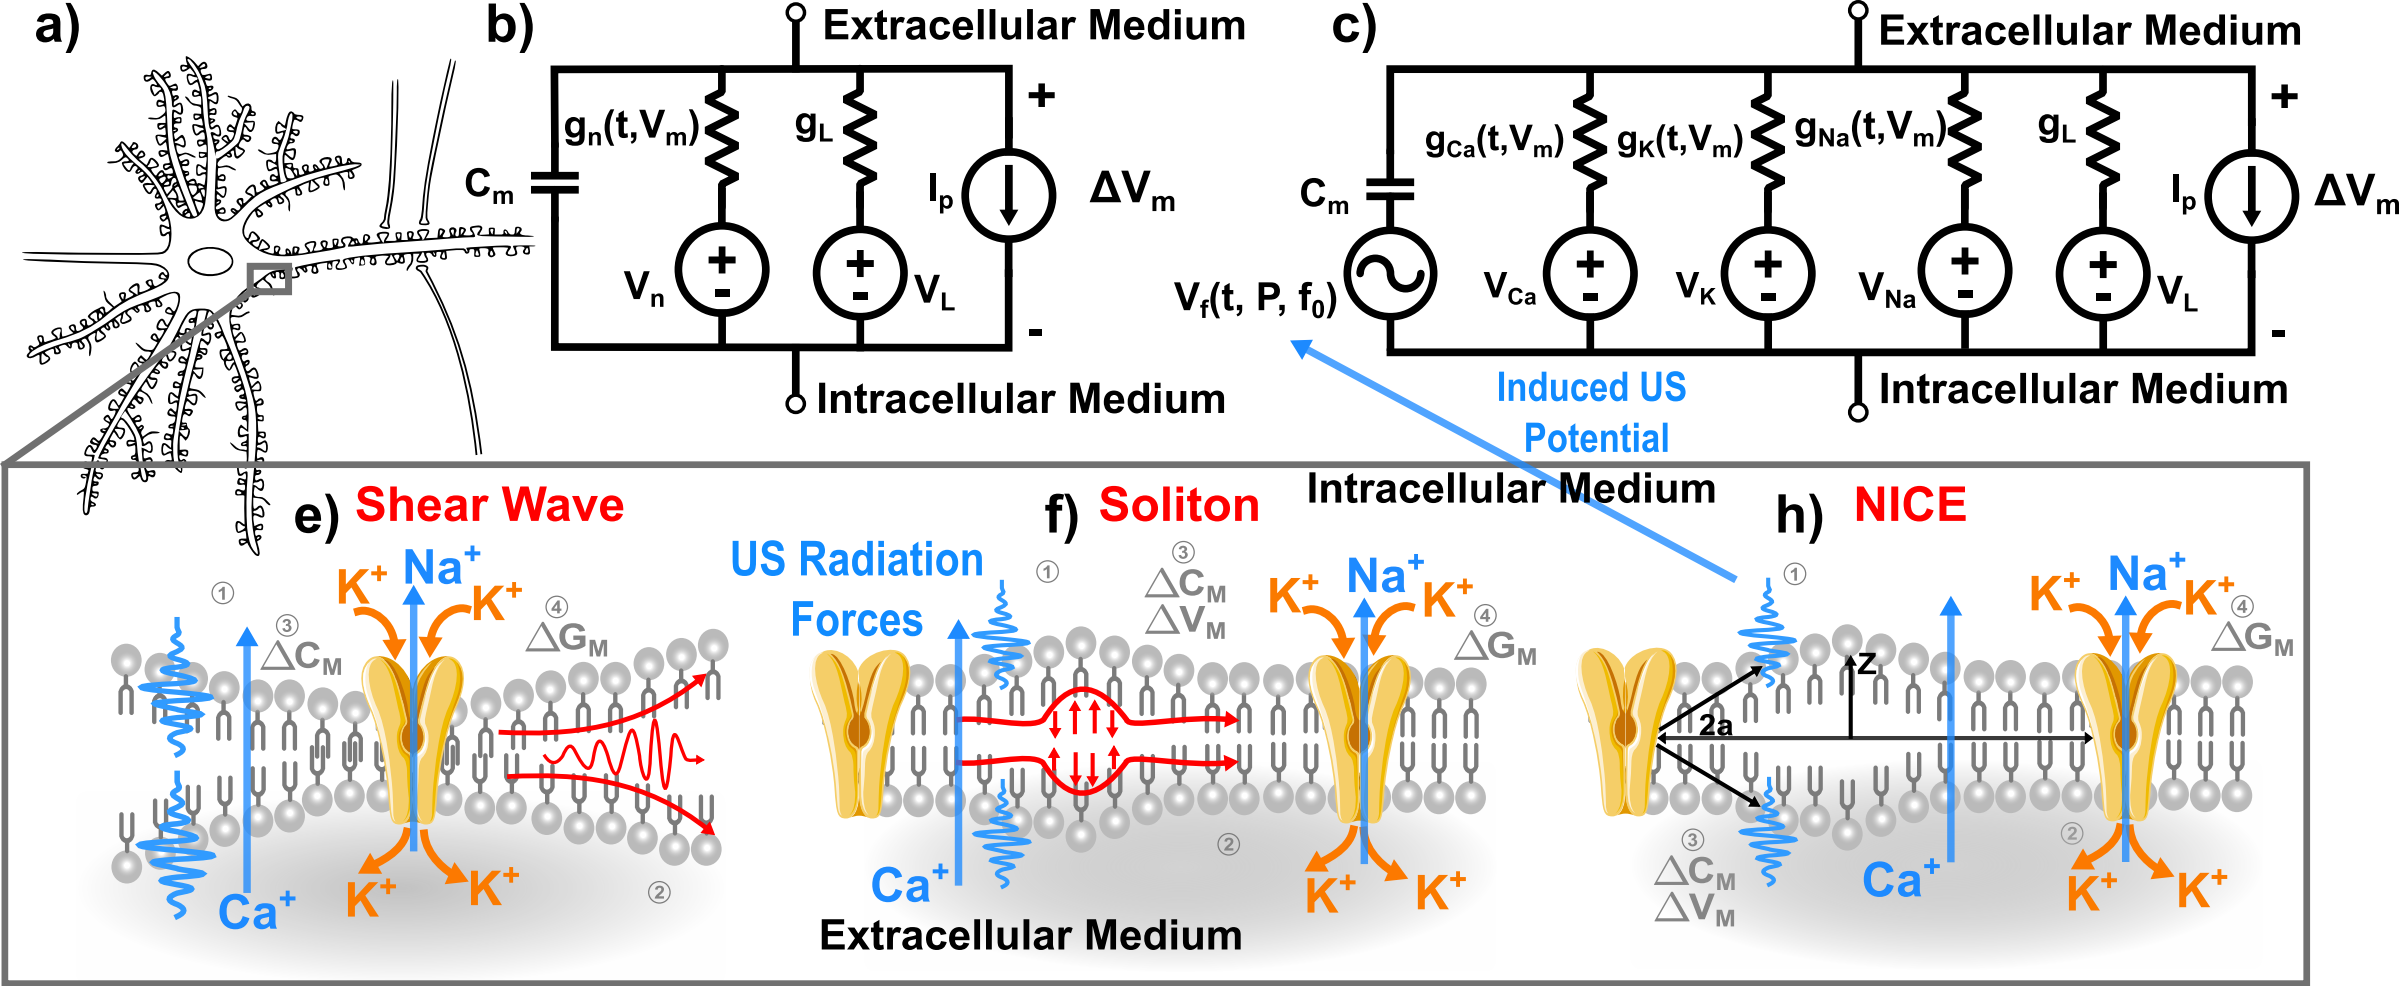 a)
b)
Extracellular Medium
gn(t,Vm)
gL
Cm
Ip
+
ΔVm
-
+
-
Vn
+
-
VL
Intracellular Medium
c)
Extracellular Medium
gCa(t,Vm)
gK(t,Vm)
gNa(t,Vm)
gL
Cm
Ip
+
ΔVm
-
Vf(t, P, f0)
+
-
VCa
+
-
VK
+
-
VNa
+
-
VL
Intracellular Medium
Induced US
Potential
Intracellular Medium
e) Shear Wave
①
③
ΔCM
K+
Na+
K+
④
ΔGM
Ca+
K+
K+
②
US Radiation
Forces
f) Soliton
①
③
ΔCM
ΔVM
K+
Na+
K+
④
ΔGM
Ca+
②
K+
K+
Extracellular Medium
h) NICE
①
Z
2a
K+
Na+
K+
④
ΔGM
③
ΔCM
ΔVM
Ca+
②
K+
K+